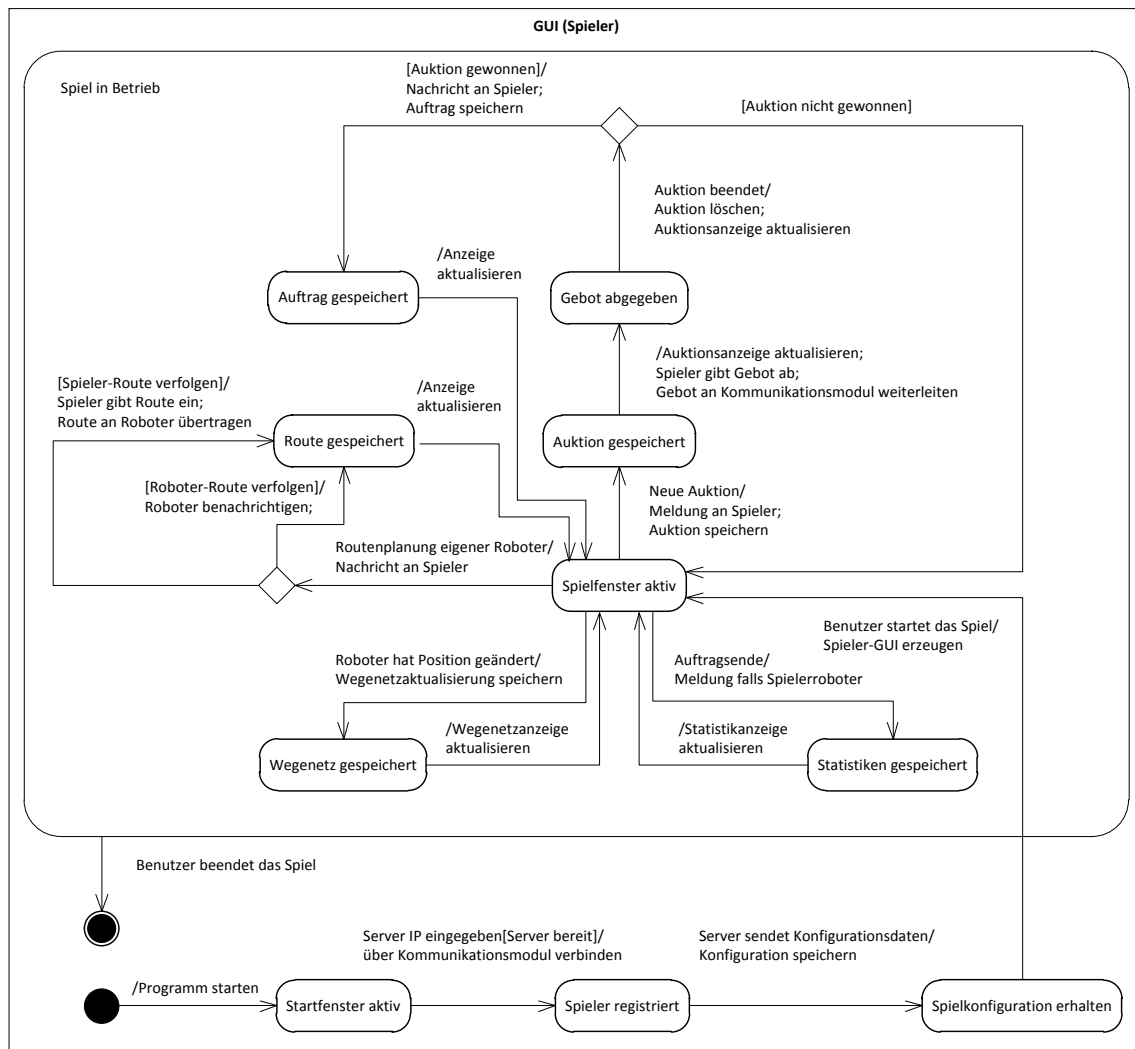 GUI (Spieler)
Spiel in Betrieb
[Auktion gewonnen]/
Nachricht an Spieler;
Auftrag speichern
[Auktion nicht gewonnen]
Auktion beendet/
Auktion löschen;
Auktionsanzeige aktualisieren
/Anzeige
aktualisieren
Auftrag gespeichert
Gebot abgegeben
/Auktionsanzeige aktualisieren;
Spieler gibt Gebot ab;
Gebot an Kommunikationsmodul weiterleiten
[Spieler-Route verfolgen]/
Spieler gibt Route ein;
Route an Roboter übertragen
/Anzeige
aktualisieren
Route gespeichert
Auktion gespeichert
[Roboter-Route verfolgen]/
Roboter benachrichtigen;
Neue Auktion/
Meldung an Spieler;
Auktion speichern
Routenplanung eigener Roboter/
Nachricht an Spieler
Spielfenster aktiv
Benutzer startet das Spiel/
Spieler-GUI erzeugen
Roboter hat Position geändert/
Wegenetzaktualisierung speichern
Auftragsende/
Meldung falls Spielerroboter
/Wegenetzanzeige
aktualisieren
/Statistikanzeige
aktualisieren
Wegenetz gespeichert
Statistiken gespeichert
Benutzer beendet das Spiel
Server IP eingegeben[Server bereit]/
über Kommunikationsmodul verbinden
Server sendet Konfigurationsdaten/
Konfiguration speichern
/Programm starten
Startfenster aktiv
Spieler registriert
Spielkonfiguration erhalten